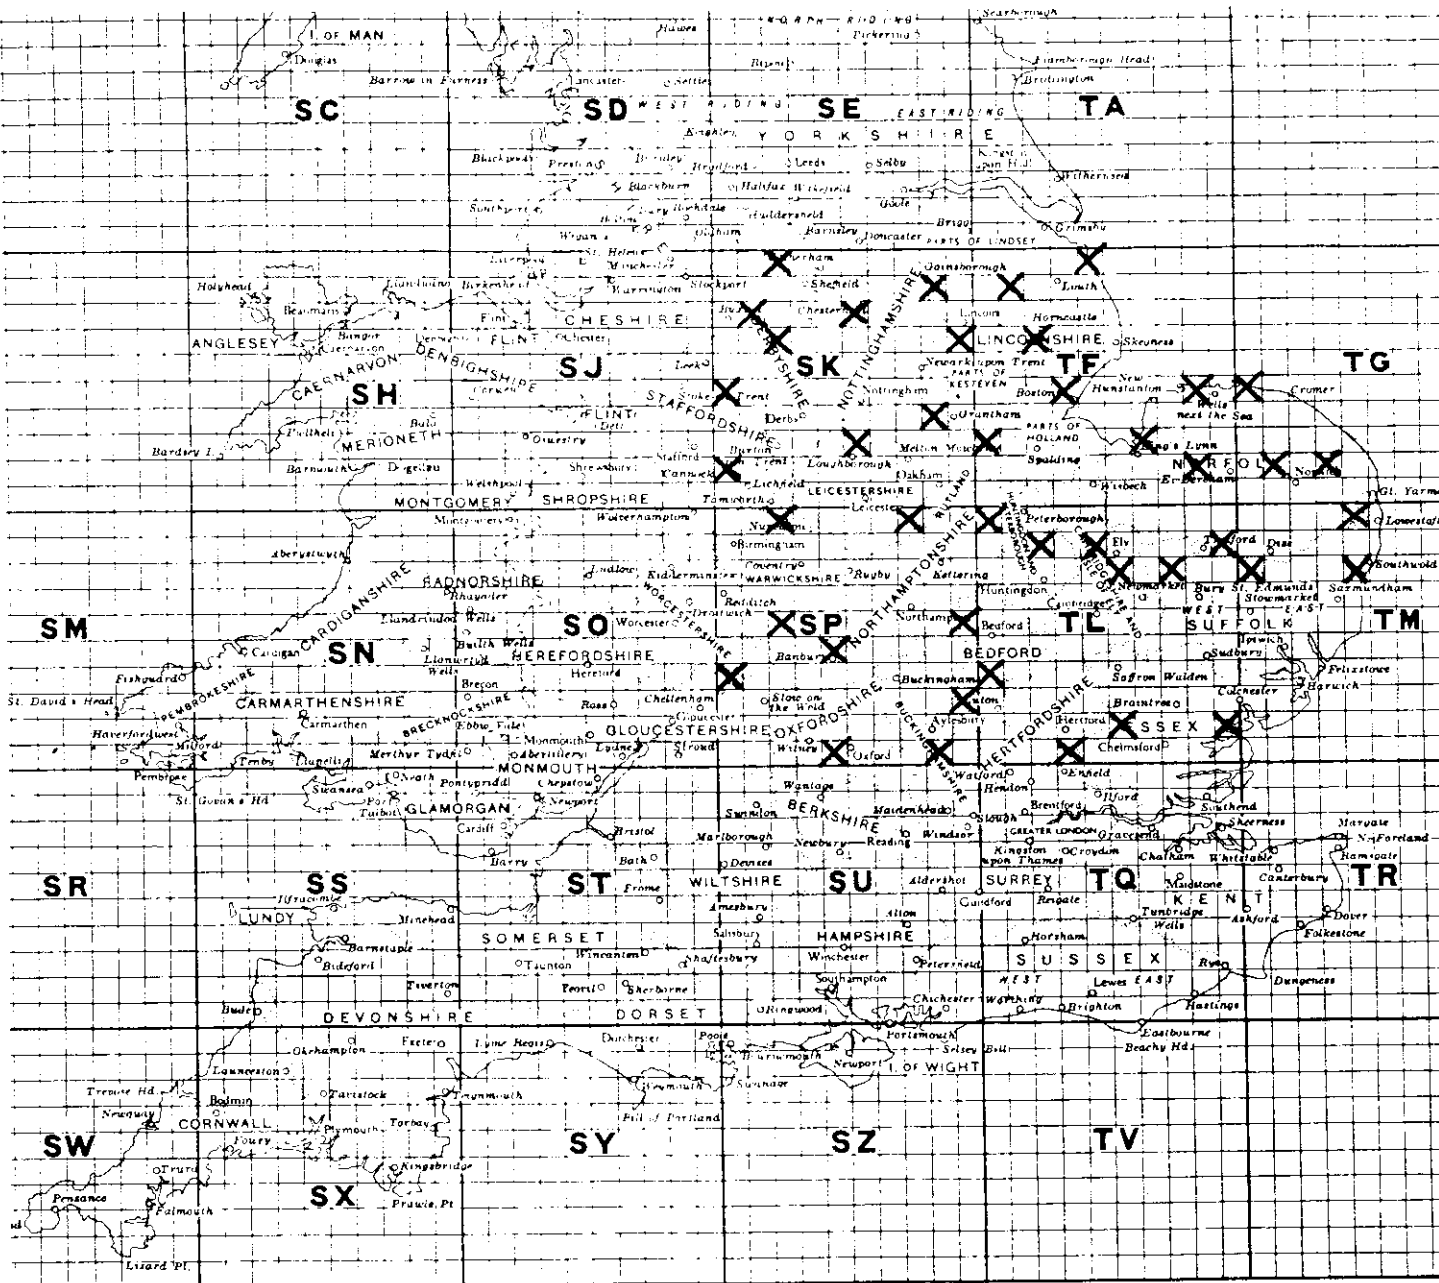 Scarborough
NORTH RIDING
I. OF MAN
Hawes
Pickering
Douglas
Flamborough Head
Barrow in Furness
Settle
Bridlington
SC
SD
WEST RIDING
SE
EAST RIDING
TA
YORKSHIRE
Preston
Leeds
Selby
Blackburn
Halifax
Wakefield
Withernsea
Goole
Huddersfield
Brigg
Wigan
Oldham
Barnsley
Doncaster
PARTS OF LINDSEY
Grimsby
St. Helens
Manchester
Gainsborough
Holyhead
Birkenhead
Warrington
Stockport
Sheffield
Louth
Beaumaris
Flint
CHESHIRE
Lincoln
Horncastle
ANGLESEY
Bangor
FLINT
Chester
DERBYSHIRE
NOTTINGHAMSHIRE
LINCOLNSHIRE
Skegness
CAERNARVON
DENBIGHSHIRE
SJ
Leek
SK
Newark upon Trent
TF
TG
SH
PARTS OF
KESTEVEN
New
Hunstanton
Nottingham
Boston
Cromer
STAFFORDSHIRE
Wells
next the Sea
Pwllheli
Bala
FLINT
Derby
Grantham
PARTS OF
HOLLAND
Bardsey I.
MERIONETH
Oswestry
Stafford
Burton
on Trent
Melton Mowbray
King's Lynn
Spalding
Barmouth
Dolgellau
Shrewsbury
Cannock
Loughborough
Oakham
NORFOLK
Norwich
Welshpool
Lichfield
LEICESTERSHIRE
RUTLAND
Wisbech
E. Dereham
MONTGOMERY
SHROPSHIRE
Tamworth
Leicester
Gt. Yarm
Montgomery
Wolverhampton
Nuneaton
Peterborough
Lowestoft
Birmingham
Ely
Thetford
Diss
Aberystwyth
Coventry
Ludlow
Kidderminster
WARWICKSHIRE
Rugby
Kettering
Newmarket
Southwold
RADNORSHIRE
Rhayader
WORCESTERSHIRE
Redditch
NORTHAMPTONSHIRE
Huntingdon
Bury St. Edmunds
Stowmarket
Saxmundham
CARDIGANSHIRE
Llandrindod Wells
Droitwich
Cambridge
WEST
EAST
SM
SO
Worcester
SP
Northampton
Bedford
TL
SUFFOLK
TM
Cardigan
SN
Builth Wells
HEREFORDSHIRE
Banbury
BEDFORD
Ipswich
Sudbury
Fishguard
Llanwrtyd
Wells
Hereford
Buckingham
Saffron Walden
Felixstowe
Harwich
St. David's Head
PEMBROKESHIRE
CARMARTHENSHIRE
Brecon
Cheltenham
Stow on
the Wold
Luton
Colchester
Braintree
Carmarthen
BRECKNOCKSHIRE
Ross
Gloucester
OXFORDSHIRE
BUCKINGHAMSHIRE
Aylesbury
HERTFORDSHIRE
Hertford
ESSEX
Haverfordwest
Milford
Ebbw Vale
GLOUCESTERSHIRE
Merthyr Tydfil
Monmouth
Abertillery
Lydney
Stroud
Witney
Oxford
Chelmsford
Tenby
Llanelly
MONMOUTH
Pembroke
Neath
Pontypridd
Chepstow
Watford
Enfield
St. Govan's Hd
Swansea
Port
Talbot
Newport
Wantage
Hendon
Ilford
GLAMORGAN
Swindon
BERKSHIRE
Maidenhead
Slough
Brentford
Southend
Cardiff
Bristol
Marlborough
Newbury
Reading
Windsor
GREATER LONDON
Gravesend
Sheerness
Margate
N. Foreland
Barry
Bath
Devizes
Kingston
upon Thames
Croydon
Chatham
Whitstable
Ramsgate
SR
SS
ST
Frome
WILTSHIRE
SU
Aldershot
SURREY
TQ
Maidstone
Canterbury
TR
Ilfracombe
Amesbury
Guildford
Reigate
KENT
LUNDY
Minehead
Alton
Tunbridge
Wells
Ashford
Dover
Folkestone
SOMERSET
Salisbury
HAMPSHIRE
Horsham
Barnstaple
Wincanton
Shaftesbury
Winchester
SUSSEX
Rye
Bideford
Taunton
Petersfield
WEST
Lewes
EAST
Dungeness
Tiverton
Yeovil
Sherborne
Southampton
Chichester
Worthing
Brighton
Hastings
Bude
DEVONSHIRE
DORSET
Ringwood
Portsmouth
Eastbourne
Okehampton
Exeter
Lyme Regis
Dorchester
Poole
Bournemouth
Selsey Bill
Beachy Hd.
Launceston
Newport
I. OF WIGHT
Trevose Hd.
Tavistock
Teignmouth
Weymouth
Swanage
Newquay
Bodmin
CORNWALL
Plymouth
Torbay
Bill of Portland
SW
Fowey
SY
SZ
TV
Truro
Kingsbridge
Penzance
SX
Prawle Pt
Falmouth
Lizard Pt.